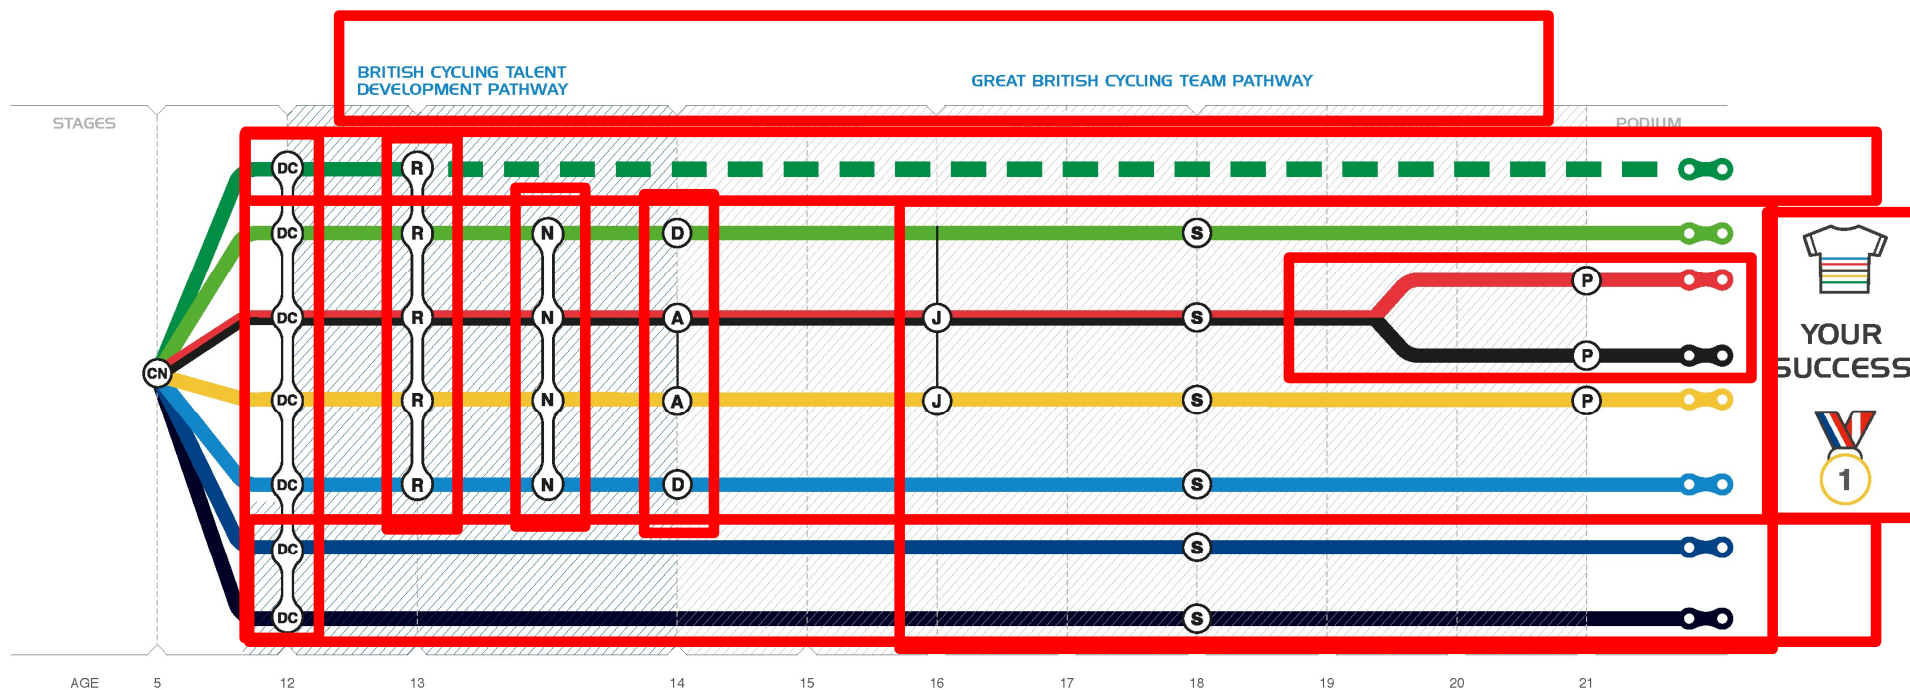 BRITISH CYCLING TALENT
DEVELOPMENT PATHWAY
GREAT BRITISH CYCLING TEAM PATHWAY
STAGES
PODIUM
DC R
DC R N D S
P
CN DC R N A J S
P
DC R N A J S P
DC R N D S
DC S
DC S
YOUR
SUCCESS
1
AGE 5 12 13 14 15 16 17 18 19 20 21